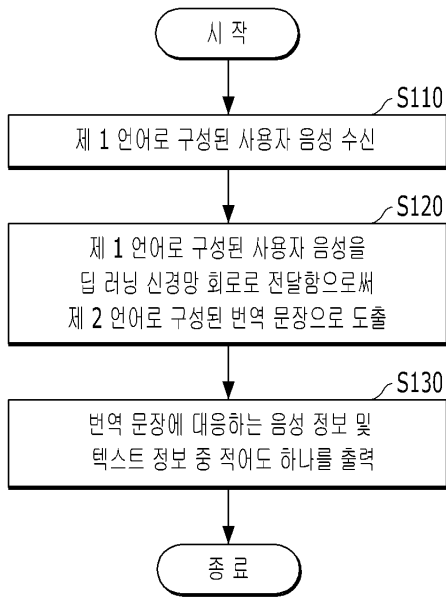 시 작
S110
제 1 언어로 구성된 사용자 음성 수신
S120
제 1 언어로 구성된 사용자 음성을
딥 러닝 신경망 회로로 전달함으로써
제 2 언어로 구성된 번역 문장으로 도출
S130
번역 문장에 대응하는 음성 정보 및
텍스트 정보 중 적어도 하나를 출력
종 료